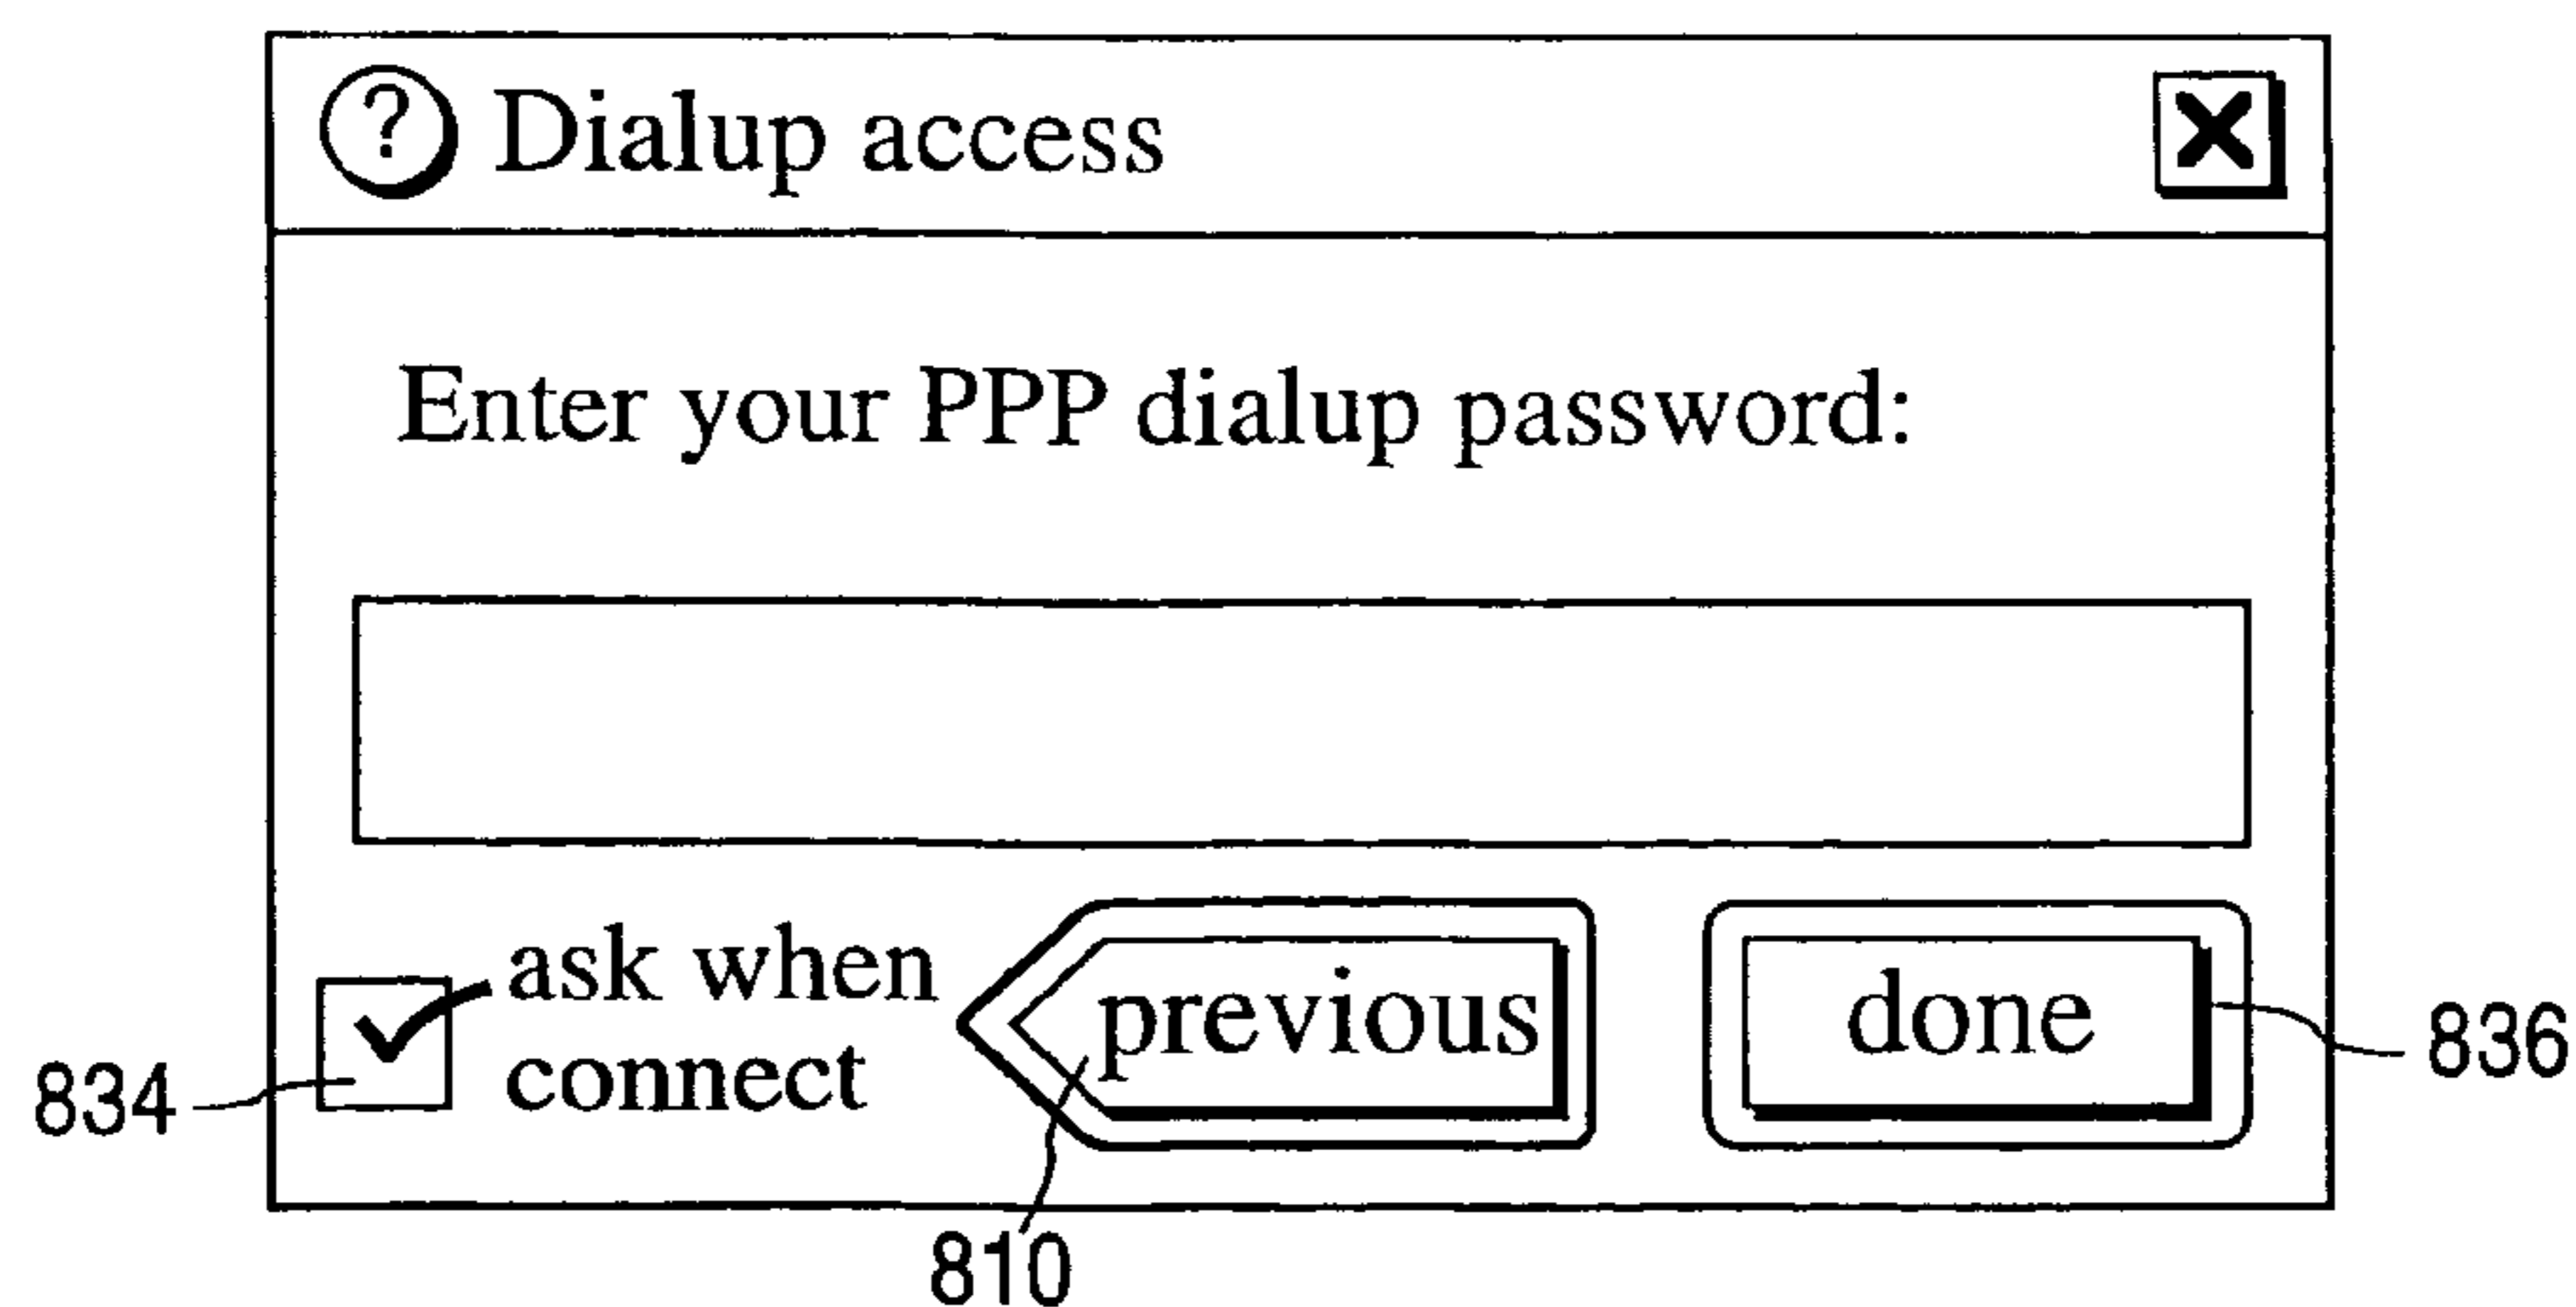 ? Dialup access X
Enter your PPP dialup password:
ask when
connect
previous
done
834
810
836